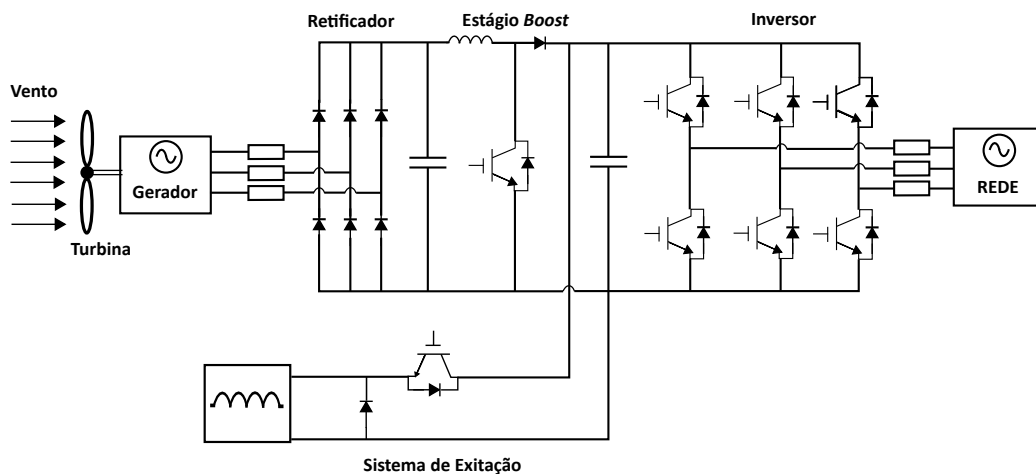 Retificador
Estágio Boost
Inversor
Vento
Gerador
REDE
Turbina
Sistema de Exitação